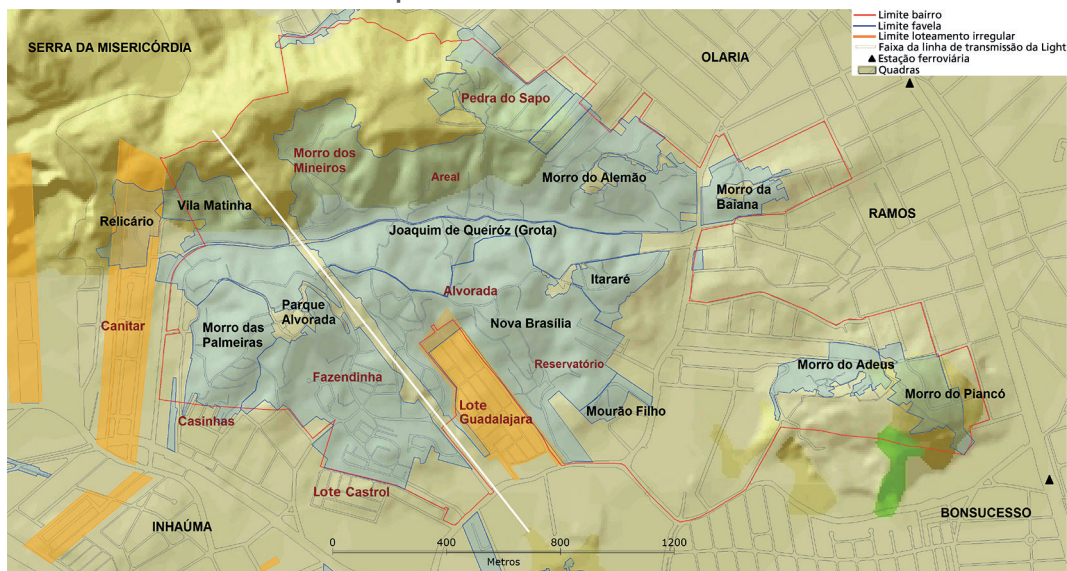 SERRA DA MISERICÓRDIA
OLARIA
Limite bairro
Limite favela
Limite loteamento irregular
Faixa da linha de transmissão da Light
Estação ferroviária
Quadras
Pedra do Sapo
Morro dos
Mineiros
Areal
Morro do Alemão
Morro da
Baiana
Vila Matinha
Relicário
RAMOS
Joaquim de Queiróz (Grota)
Itararé
Alvorada
Parque
Alvorada
Canitar
Morro das
Palmeiras
Nova Brasília
Reservatório
Morro do Adeus
Fazendinha
Morro do Piancó
Casinhas
Lote
Guadalajara
Mourão Filho
Lote Castrol
INHAÚMA
BONSUCESSO
0 400 800 1200
Metros